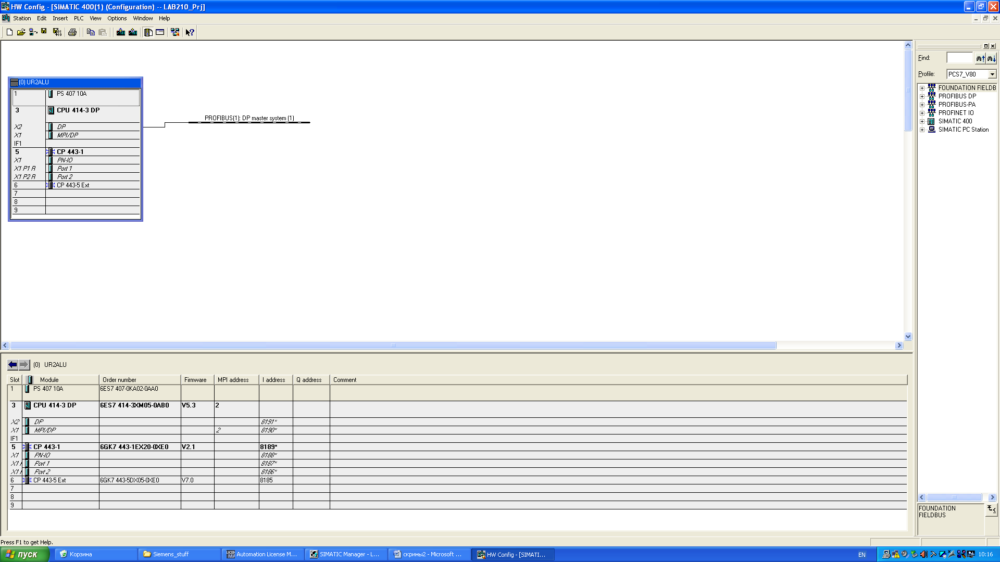 HW Config - [SIMATIC 400(1) (Configuration) -- LAB210_Prj]
Station Edit Insert PLC View Options Window Help
Find:
Profile: PCS7_V80
FOUNDATION FIELDB
PROFIBUS DP
PROFIBUS-PA
PROFINET IO
SIMATIC 400
SIMATIC PC Station
(0) UR2ALU
1 PS 407 10A
3 CPU 414-3 DP
X2 DP
X1 MPI/DP
IF1
5 CP 443-1
X1 PN-IO
X1 P1 R Port 1
X1 P2 R Port 2
6 CP 443-5 Ext
7
8
9
PROFIBUS(1): DP master system (1)
(0) UR2ALU
Slot Module Order number Firmware MPI address I address Q address Comment
1 PS 407 10A 6ES7 407-0KA02-0AA0
3 CPU 414-3 DP 6ES7 414-3XM05-0AB0 V5.3 2
X2 DP 8191*
X1 MPI/DP 2 8190*
IF1
5 CP 443-1 6GK7 443-1EX20-0XE0 V2.1 8189*
X1 PN-IO 8188*
X1 Port 1 8187*
X1 Port 2 8186*
6 CP 443-5 Ext 6GK7 443-5DX05-0XE0 V7.0 8185
7
8
9
FOUNDATION
FIELDBUS
Press F1 to get Help.
пуск Корзина Siemens_stuff Automation License M... SIMATIC Manager - L... скрины2 - Microsoft ... HW Config - [SIMATI... EN 10:16